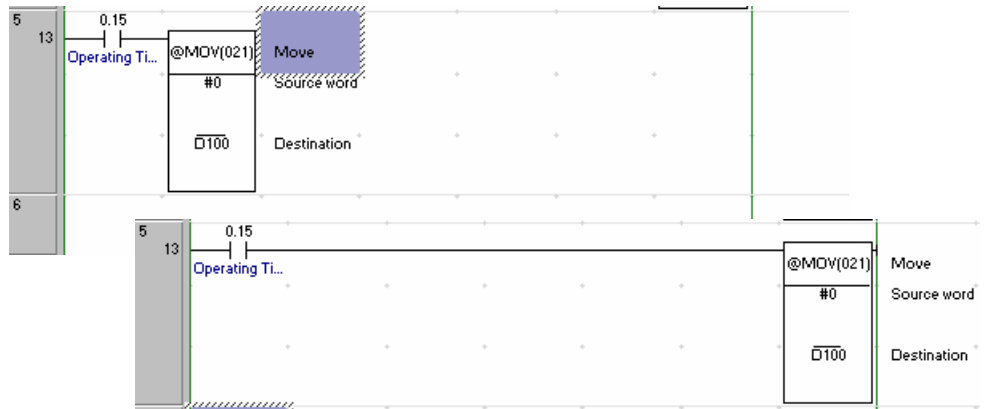 5 0.15
13
Operating Ti... @MOV(021) Move
#0 Source word
D100 Destination
6
5 0.15
13
Operating Ti... @MOV(021) Move
#0 Source word
D100 Destination